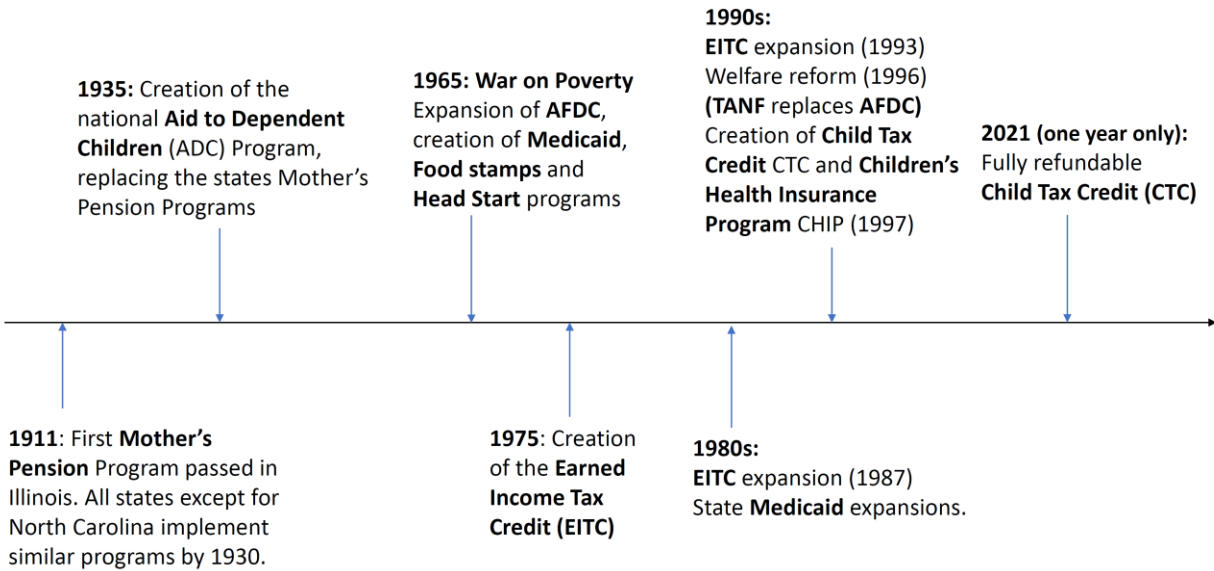 1935: Creation of the
national Aid to Dependent
Children (ADC) Program,
replacing the states Mother’s
Pension Programs
1965: War on Poverty
Expansion of AFDC,
creation of Medicaid,
Food stamps and
Head Start programs
1990s:
EITC expansion (1993)
Welfare reform (1996)
(TANF replaces AFDC)
Creation of Child Tax
Credit CTC and Children’s
Health Insurance
Program CHIP (1997)
2021 (one year only):
Fully refundable
Child Tax Credit (CTC)
1911: First Mother’s
Pension Program passed in
Illinois. All states except for
North Carolina implement
similar programs by 1930.
1975: Creation
of the Earned
Income Tax
Credit (EITC)
1980s:
EITC expansion (1987)
State Medicaid expansions.